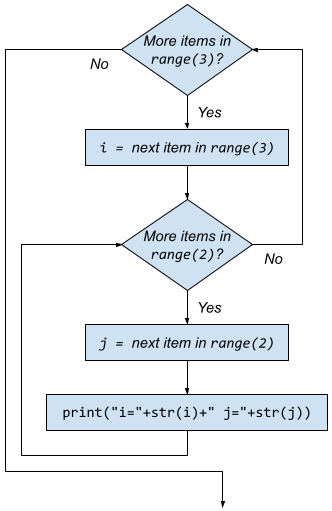 More items in
range(3)?
No
Yes
i = next item in range(3)
More items in
range(2)?
No
Yes
j = next item in range(2)
print("i="+str(i)+" j="+str(j))